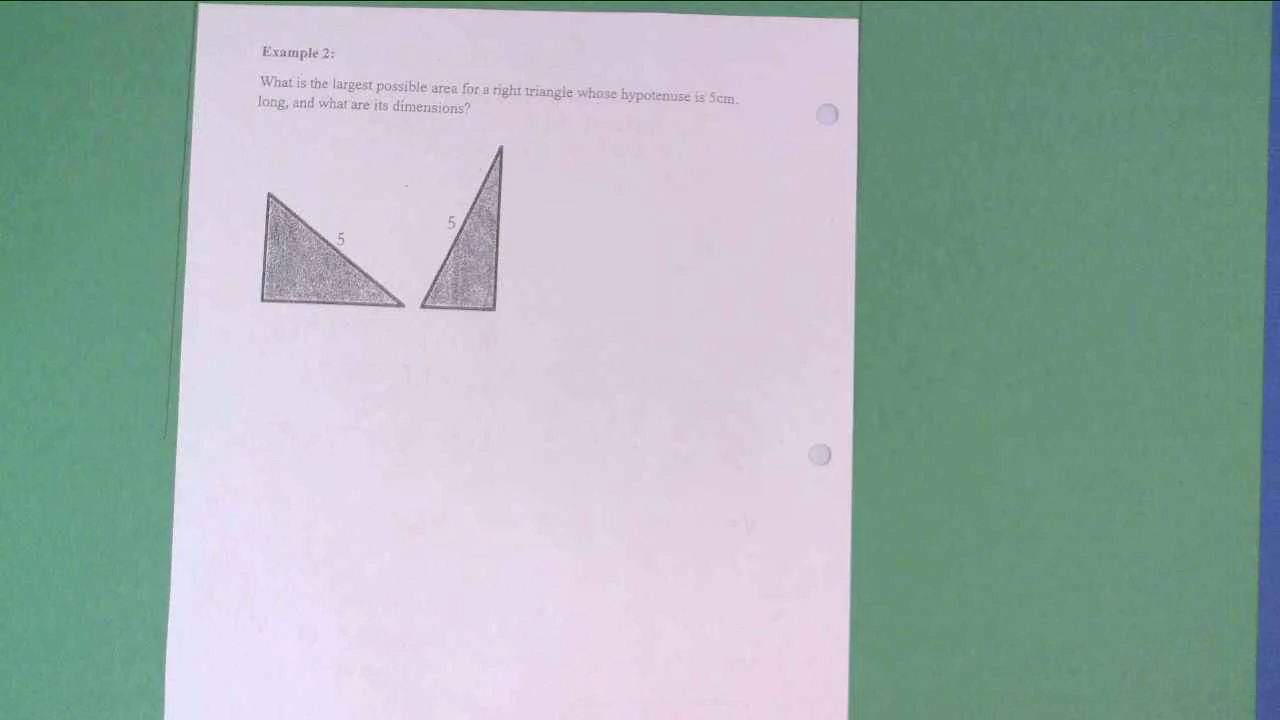 Example 2:
What is the largest possible area for a right triangle whose hypotenuse is 5cm.
long, and what are its dimensions?
5
5